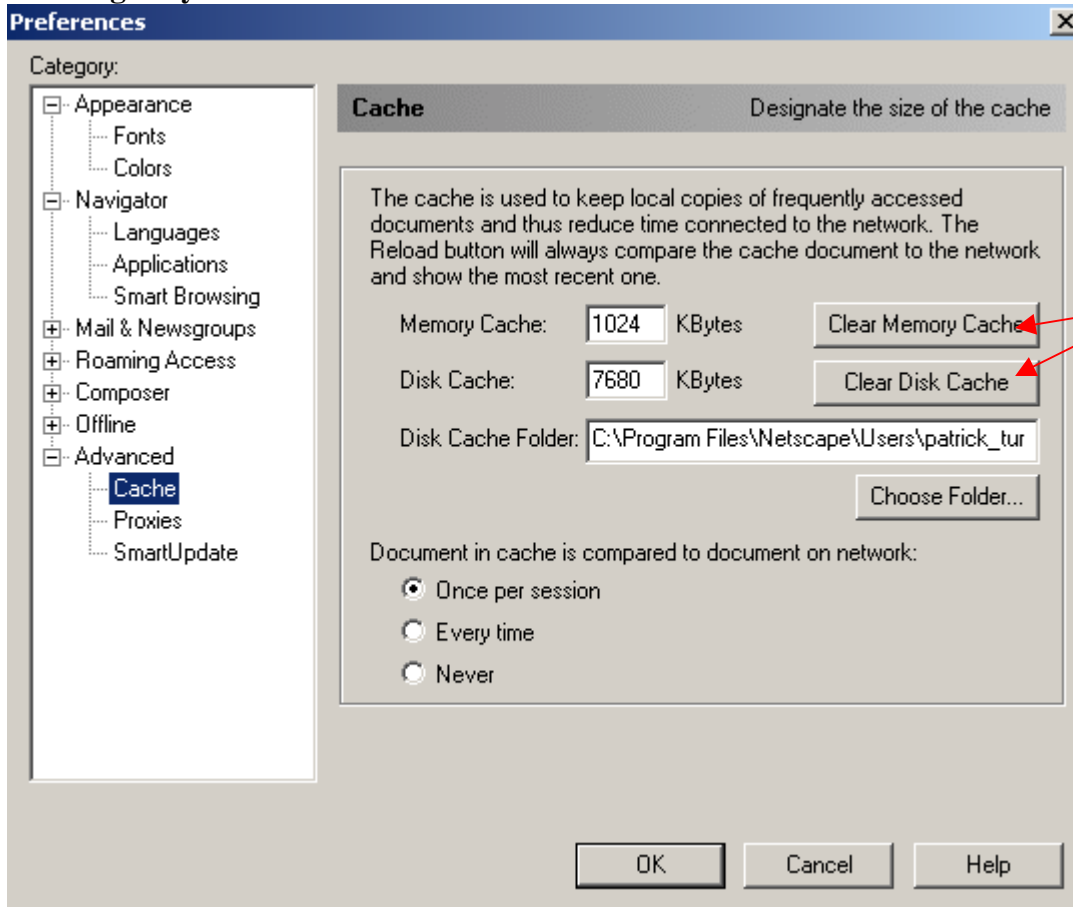 Preferences
Category:
Appearance
Fonts
Colors
Navigator
Languages
Applications
Smart Browsing
Mail & Newsgroups
Roaming Access
Composer
Offline
Advanced
Cache
Proxies
SmartUpdate
Cache Designate the size of the cache
The cache is used to keep local copies of frequently accessed
documents and thus reduce time connected to the network. The
Reload button will always compare the cache document to the network
and show the most recent one.
Memory Cache: 1024 KBytes Clear Memory Cache
Disk Cache: 7680 KBytes Clear Disk Cache
Disk Cache Folder: C:\Program Files\Netscape\Users\patrick_tur
Choose Folder...
Document in cache is compared to document on network:
Once per session
Every time
Never
OK Cancel Help